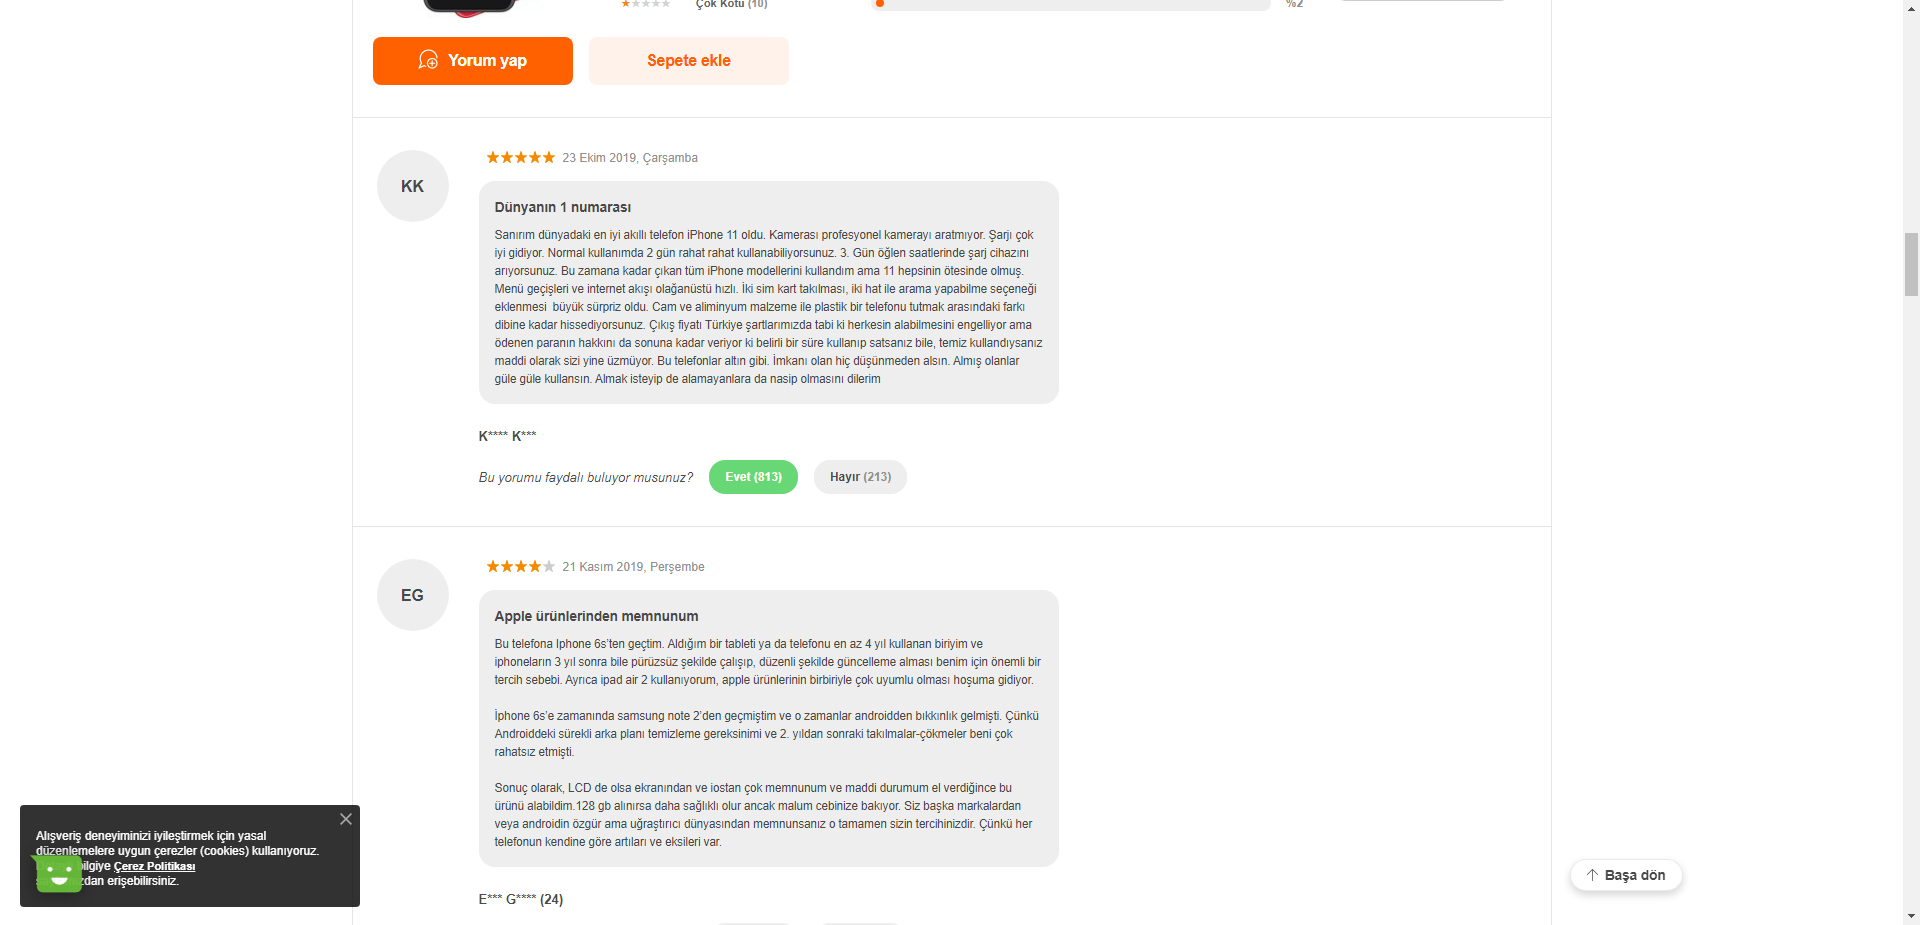 Çok Kötü (10)
%2
Yorum yap
Sepete ekle
KK
23 Ekim 2019, Çarşamba
Dünyanın 1 numarası
Sanırım dünyadaki en iyi akıllı telefon iPhone 11 oldu. Kamerası profesyonel kamerayı aratmıyor. Şarjı çok
iyi gidiyor. Normal kullanımda 2 gün rahat rahat kullanabiliyorsunuz. 3. Gün öğlen saatlerinde şarj cihazını
arıyorsunuz. Bu zamana kadar çıkan tüm iPhone modellerini kullandım ama 11 hepsinin ötesinde olmuş.
Menü geçişleri ve internet akışı olağanüstü hızlı. İki sim kart takılması, iki hat ile arama yapabilme seçeneği
eklenmesi  büyük sürpriz oldu. Cam ve aliminyum malzeme ile plastik bir telefonu tutmak arasındaki farkı
dibine kadar hissediyorsunuz. Çıkış fiyatı Türkiye şartlarımızda tabi ki herkesin alabilmesini engelliyor ama
ödenen paranın hakkını da sonuna kadar veriyor ki belirli bir süre kullanıp satsanız bile, temiz kullandıysanız
maddi olarak sizi yine üzmüyor. Bu telefonlar altın gibi. İmkanı olan hiç düşünmeden alsın. Almış olanlar
güle güle kullansın. Almak isteyip de alamayanlara da nasip olmasını dilerim
K**** K***
Bu yorumu faydalı buluyor musunuz?
Evet (813)
Hayır (213)
EG
21 Kasım 2019, Perşembe
Apple ürünlerinden memnunum
Bu telefona Iphone 6s'ten geçtim. Aldığım bir tableti ya da telefonu en az 4 yıl kullanan biriyim ve
iphoneların 3 yıl sonra bile pürüzsüz şekilde çalışıp, düzenli şekilde güncelleme alması benim için önemli bir
tercih sebebi. Ayrıca ipad air 2 kullanıyorum, apple ürünlerinin birbiriyle çok uyumlu olması hoşuma gidiyor.
İphone 6s'e zamanında samsung note 2'den geçmiştim ve o zamanlar androidden bıkkınlık gelmişti. Çünkü
Androiddeki sürekli arka planı temizleme gereksinimi ve 2. yıldan sonraki takılmalar-çökmeler beni çok
rahatsız etmişti.
Sonuç olarak, LCD de olsa ekranından ve iostan çok memnunum ve maddi durumum el verdiğince bu
ürünü alabildim.128 gb alınırsa daha sağlıklı olur ancak malum cebinize bakıyor. Siz başka markalardan
veya androidin özgür ama uğraştırıcı dünyasından memnunsanız o tamamen sizin tercihinizdir. Çünkü her
telefonun kendine göre artıları ve eksileri var.
E*** G**** (24)
Alışveriş deneyiminizi iyileştirmek için yasal
düzenlemelere uygun çerezler (cookies) kullanıyoruz.
bilgiye Çerez Politikası
zdan erişebilirsiniz.
Başa dön